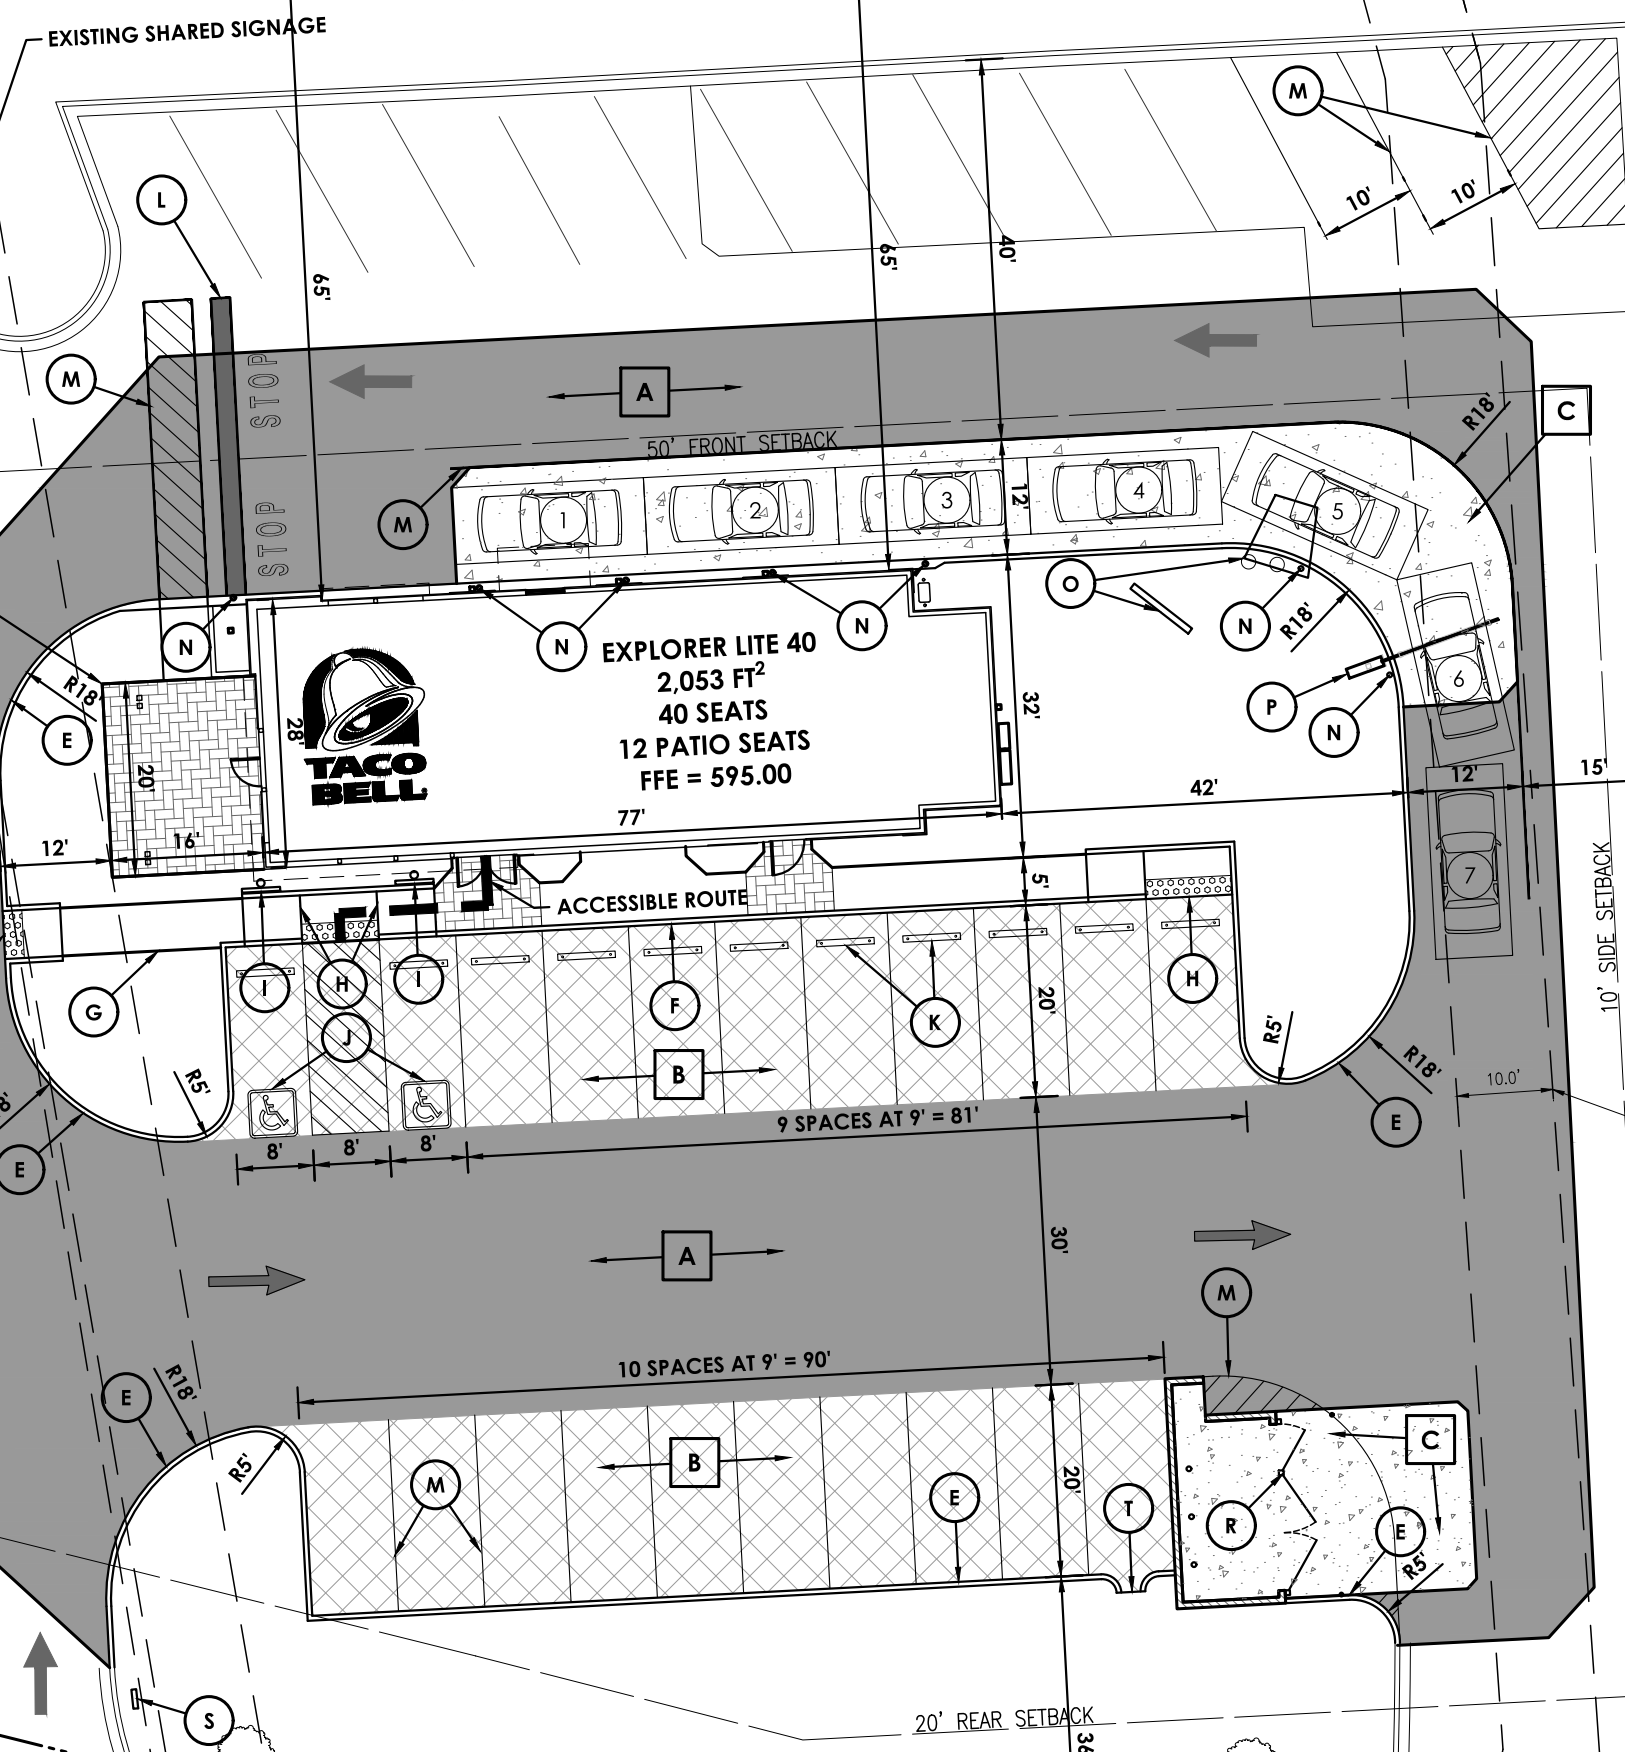 EXISTING SHARED SIGNAGE
M
10'
10'
L
65'
65'
40'
M
STOP
A
C
R18'
50' FRONT SETBACK
M
STOP
1
2
3
4
5
12'
O
N
N
N
N
R18'
EXPLORER LITE 40
2,053 FT2
40 SEATS
12 PATIO SEATS
FFE = 595.00
TACO
BELL
R18'
E
28'
20'
32'
6
P
N
12'
15'
42'
77'
12'
16'
5'
7
10' SIDE SETBACK
ACCESSIBLE ROUTE
G
I
H
I
F
K
H
20'
J
B
R5'
R5'
R18'
10.0'
8'
E
E
9 SPACES AT 9' = 81'
8'
8'
8'
30'
A
M
10 SPACES AT 9' = 90'
E
R18'
R5'
M
B
E
20'
T
R
C
E
R5'
S
20' REAR SETBACK